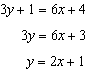 3y + 1 = 6x + 4
3y = 6x + 3
y = 2x + 1